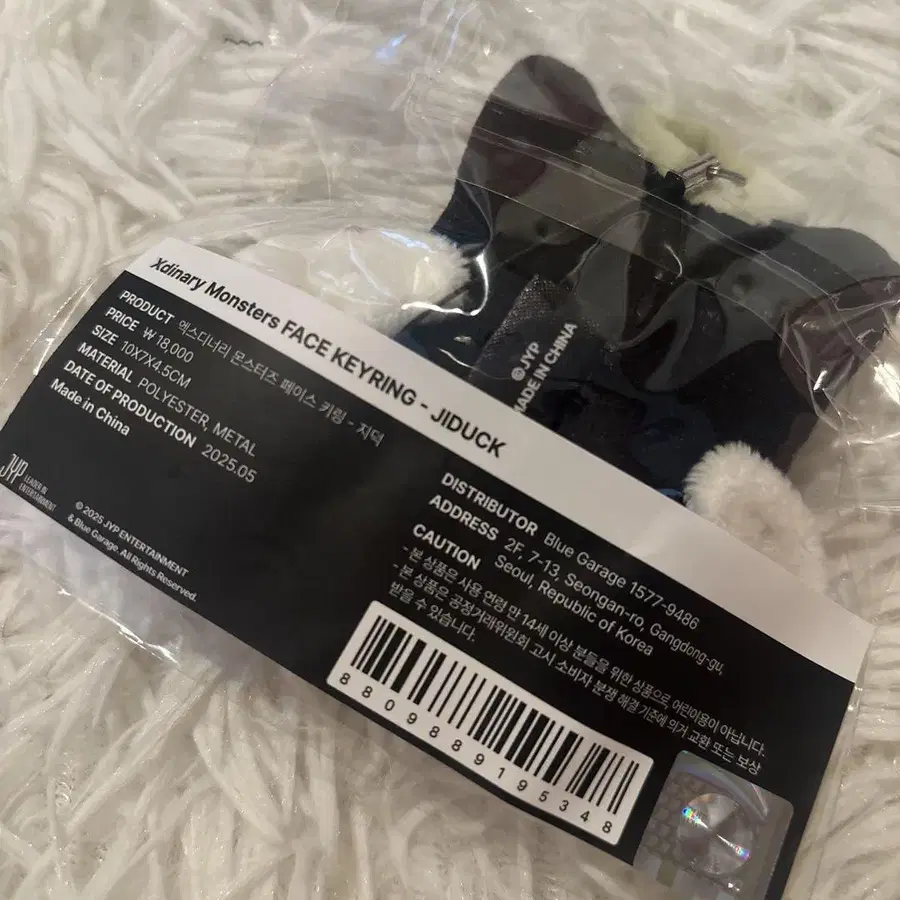 Xdinary Monsters FACE KEYRING - JIDUCK
PRODUCT 엑스디너리 몬스터즈 페이스 키링 - 지덕
PRICE ₩ 18,000
SIZE 10X7X4.5CM
MATERIAL POLYESTER, METAL
DATE OF PRODUCTION 2025.05
Made in China
JYP LEADER IN
ENTERTAINMENT
© 2025 JYP ENTERTAINMENT
& Blue Garage. All Rights Reserved.
©JYP
MADE IN CHINA
DISTRIBUTOR Blue Garage 1577-9486
ADDRESS 2F, 7-13, Seongan-ro, Gangdong-gu,
Seoul, Republic of Korea
CAUTION
- 본 상품은 사용 연령 만 14세 이상 분들을 위한 상품으로, 어린이용이 아닙니다.
- 본 상품은 공정거래위원회 고시 소비자 분쟁 해결 기준에 의거 교환 또는 보상
받을 수 있습니다.
8809889195348